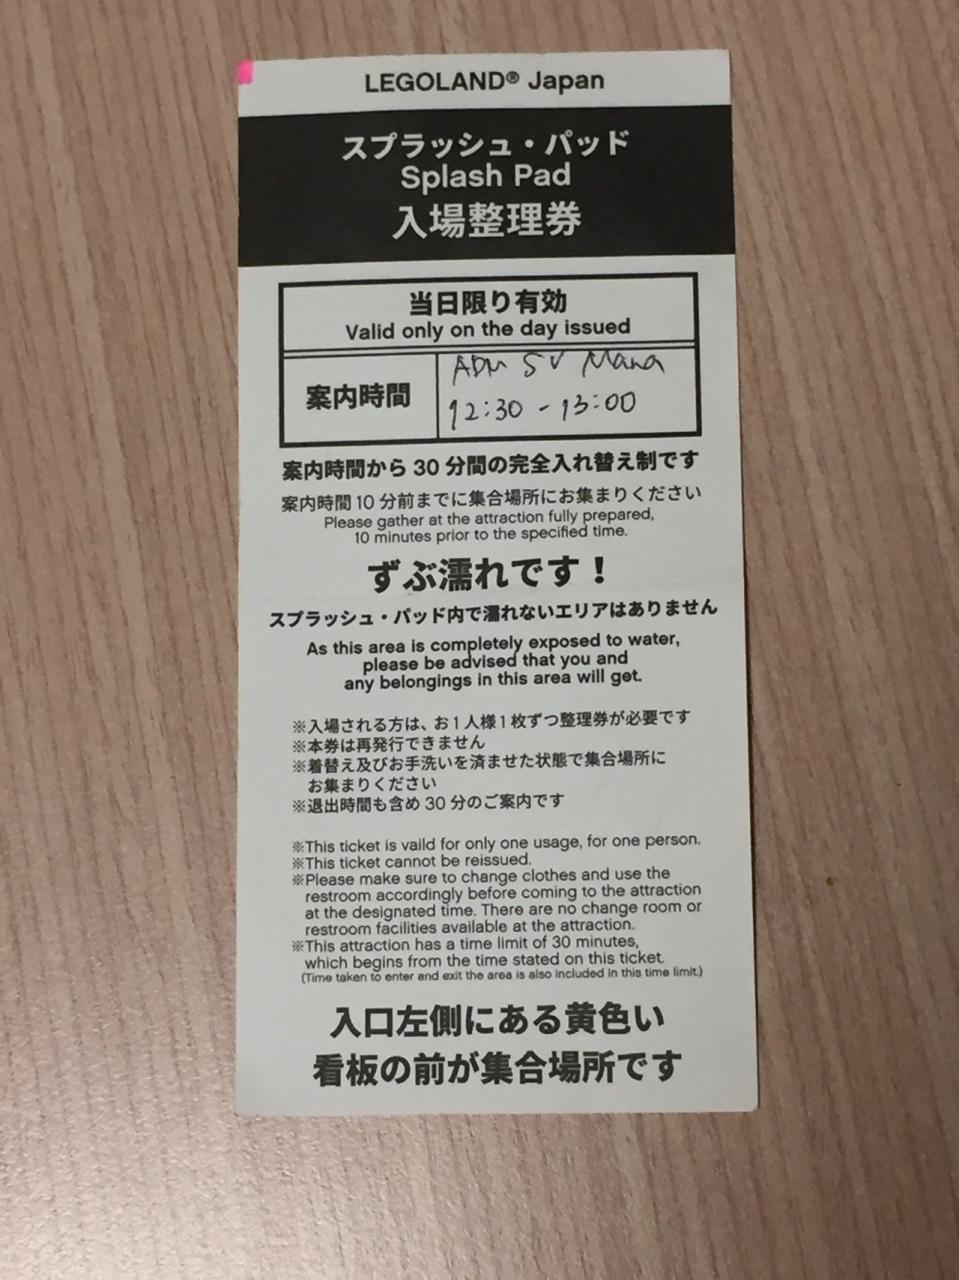 LEGOLAND® Japan
スプラッシュ・パッド
Splash Pad
入場整理券
当日限り有効
Valid only on the day issued
案内時間
ADM SV Mana
12:30 - 13:00
案内時間から 30 分間の完全入れ替え制です
案内時間 10 分前までに集合場所にお集まりください
Please gather at the attraction fully prepared,
10 minutes prior to the specified time.
ずぶ濡れです！
スプラッシュ・パッド内で濡れないエリアはありません
As this area is completely exposed to water,
please be advised that you and
any belongings in this area will get.
※入場される方は、お 1 人様 1 枚ずつ整理券が必要です
※本券は再発行できません
※着替え及びお手洗いを済ませた状態で集合場所に
お集まりください
※退出時間も含め 30 分のご案内です
※This ticket is vaild for only one usage, for one person.
※This ticket cannot be reissued.
※Please make sure to change clothes and use the
restroom accordingly before coming to the attraction
at the designated time. There are no change room or
restroom facilities available at the attraction.
※This attraction has a time limit of 30 minutes,
which begins from the time stated on this ticket.
(Time taken to enter and exit the area is also included in this time limit.)
入口左側にある黄色い
看板の前が集合場所です